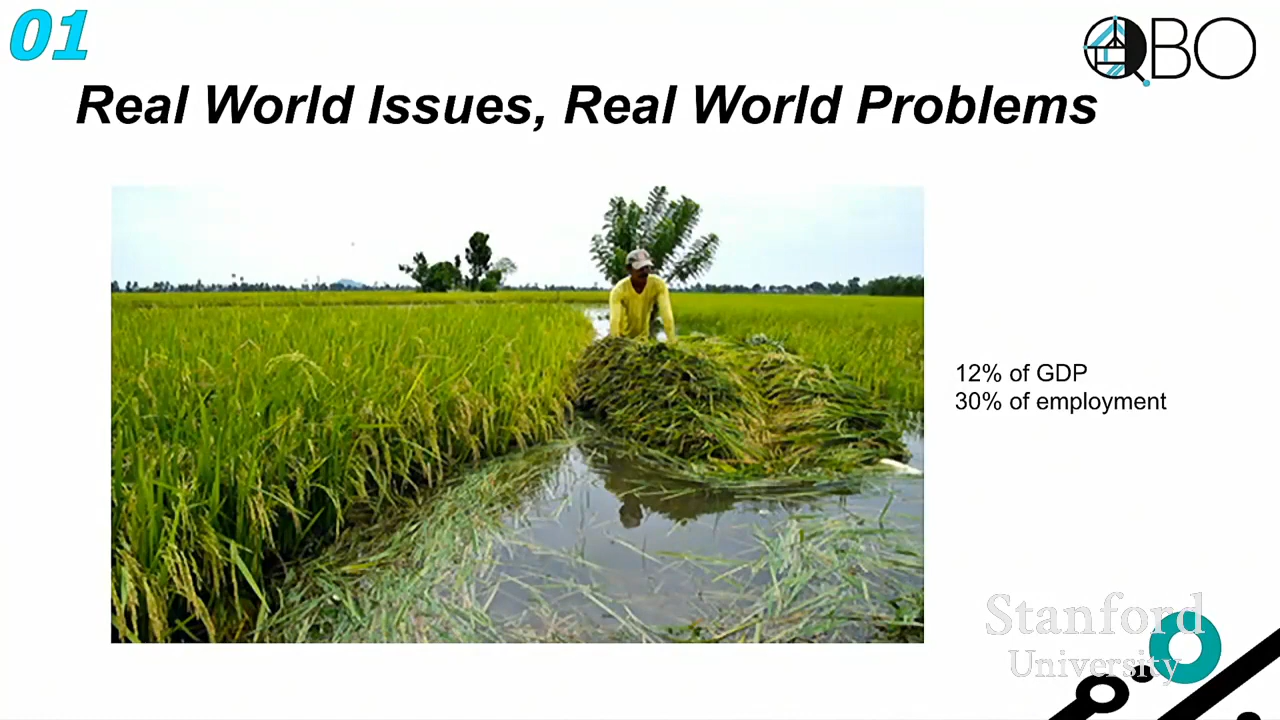 01
QBO
Real World Issues, Real World Problems
12% of GDP
30% of employment
Stanford
University